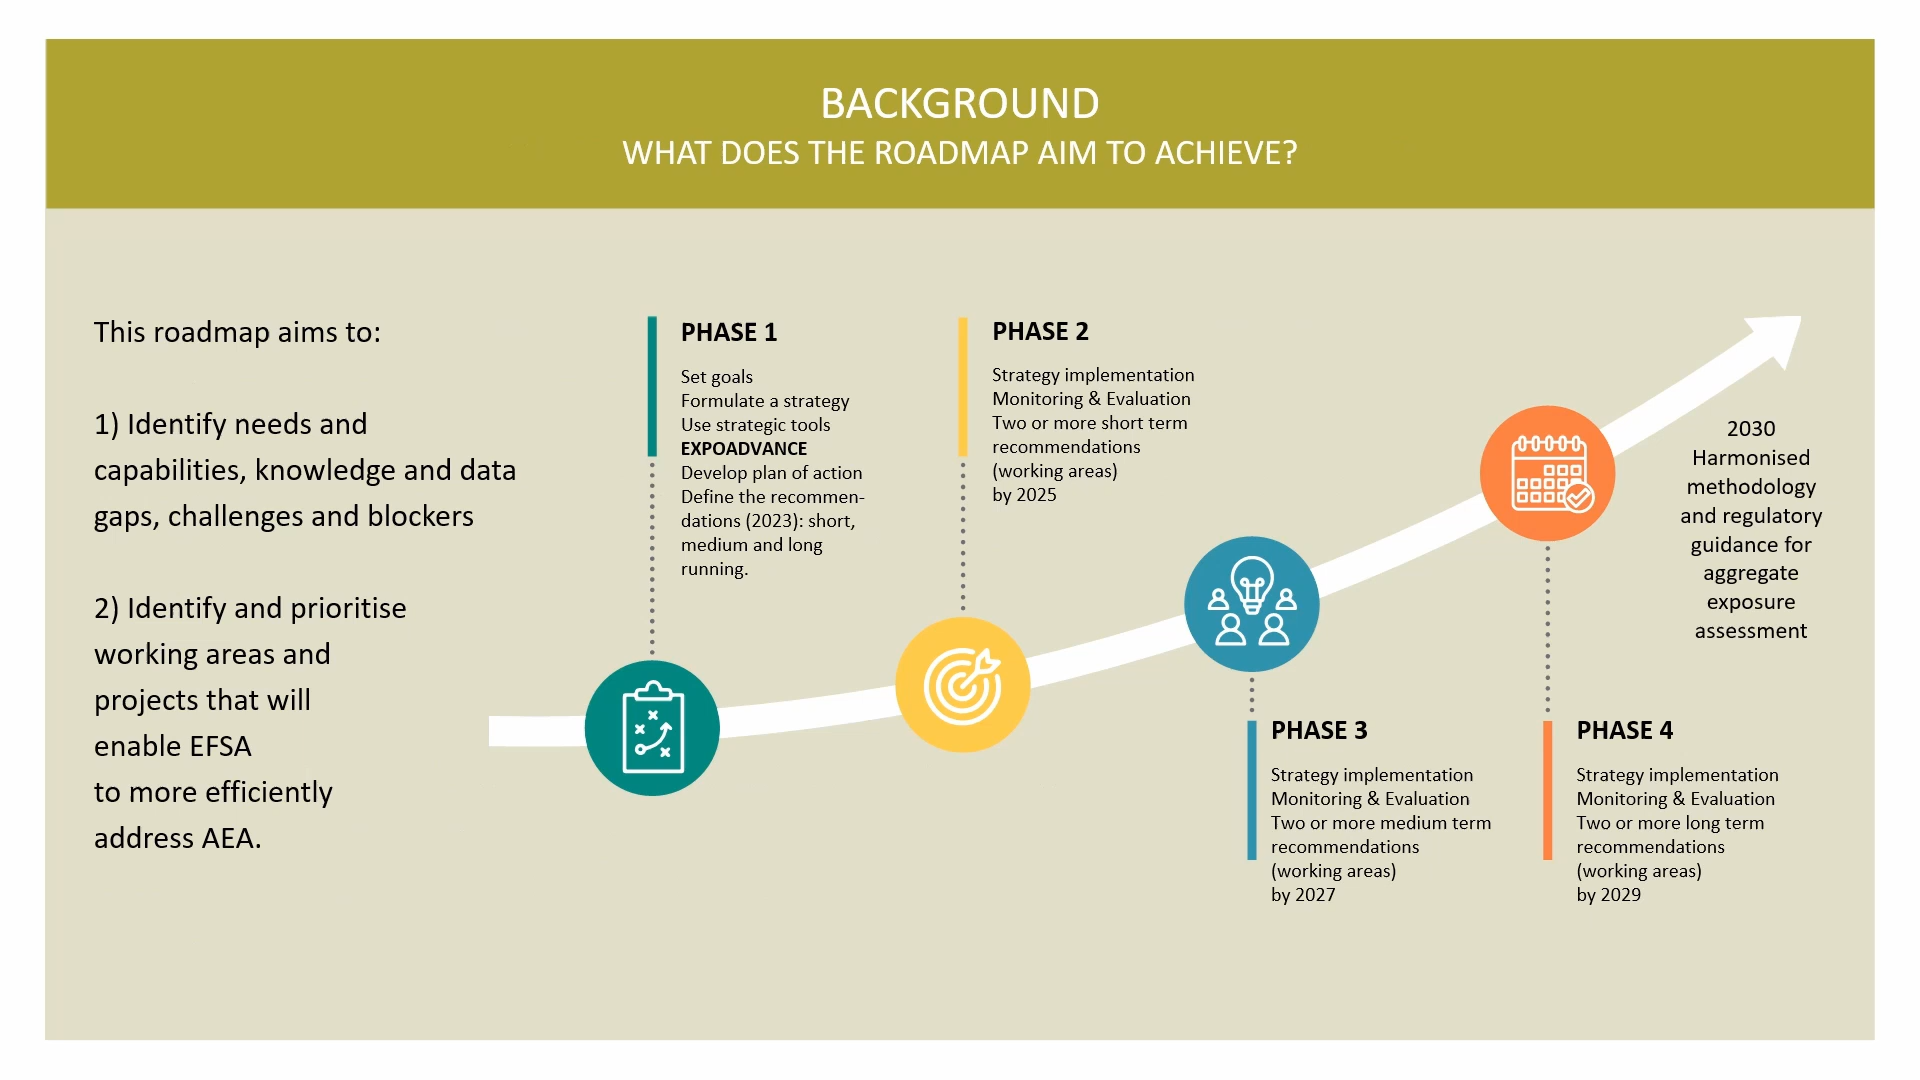 BACKGROUND
WHAT DOES THE ROADMAP AIM TO ACHIEVE?
This roadmap aims to:
1) Identify needs and
capabilities, knowledge and data
gaps, challenges and blockers
2) Identify and prioritise
working areas and
projects that will
enable EFSA
to more efficiently
address AEA.
PHASE 1
Set goals
Formulate a strategy
Use strategic tools
EXPOADVANCE
Develop plan of action
Define the recommen-
dations (2023): short,
medium and long
running.
PHASE 2
Strategy implementation
Monitoring & Evaluation
Two or more short term
recommendations
(working areas)
by 2025
PHASE 3
Strategy implementation
Monitoring & Evaluation
Two or more medium term
recommendations
(working areas)
by 2027
PHASE 4
Strategy implementation
Monitoring & Evaluation
Two or more long term
recommendations
(working areas)
by 2029
2030
Harmonised
methodology
and regulatory
guidance for
aggregate
exposure
assessment